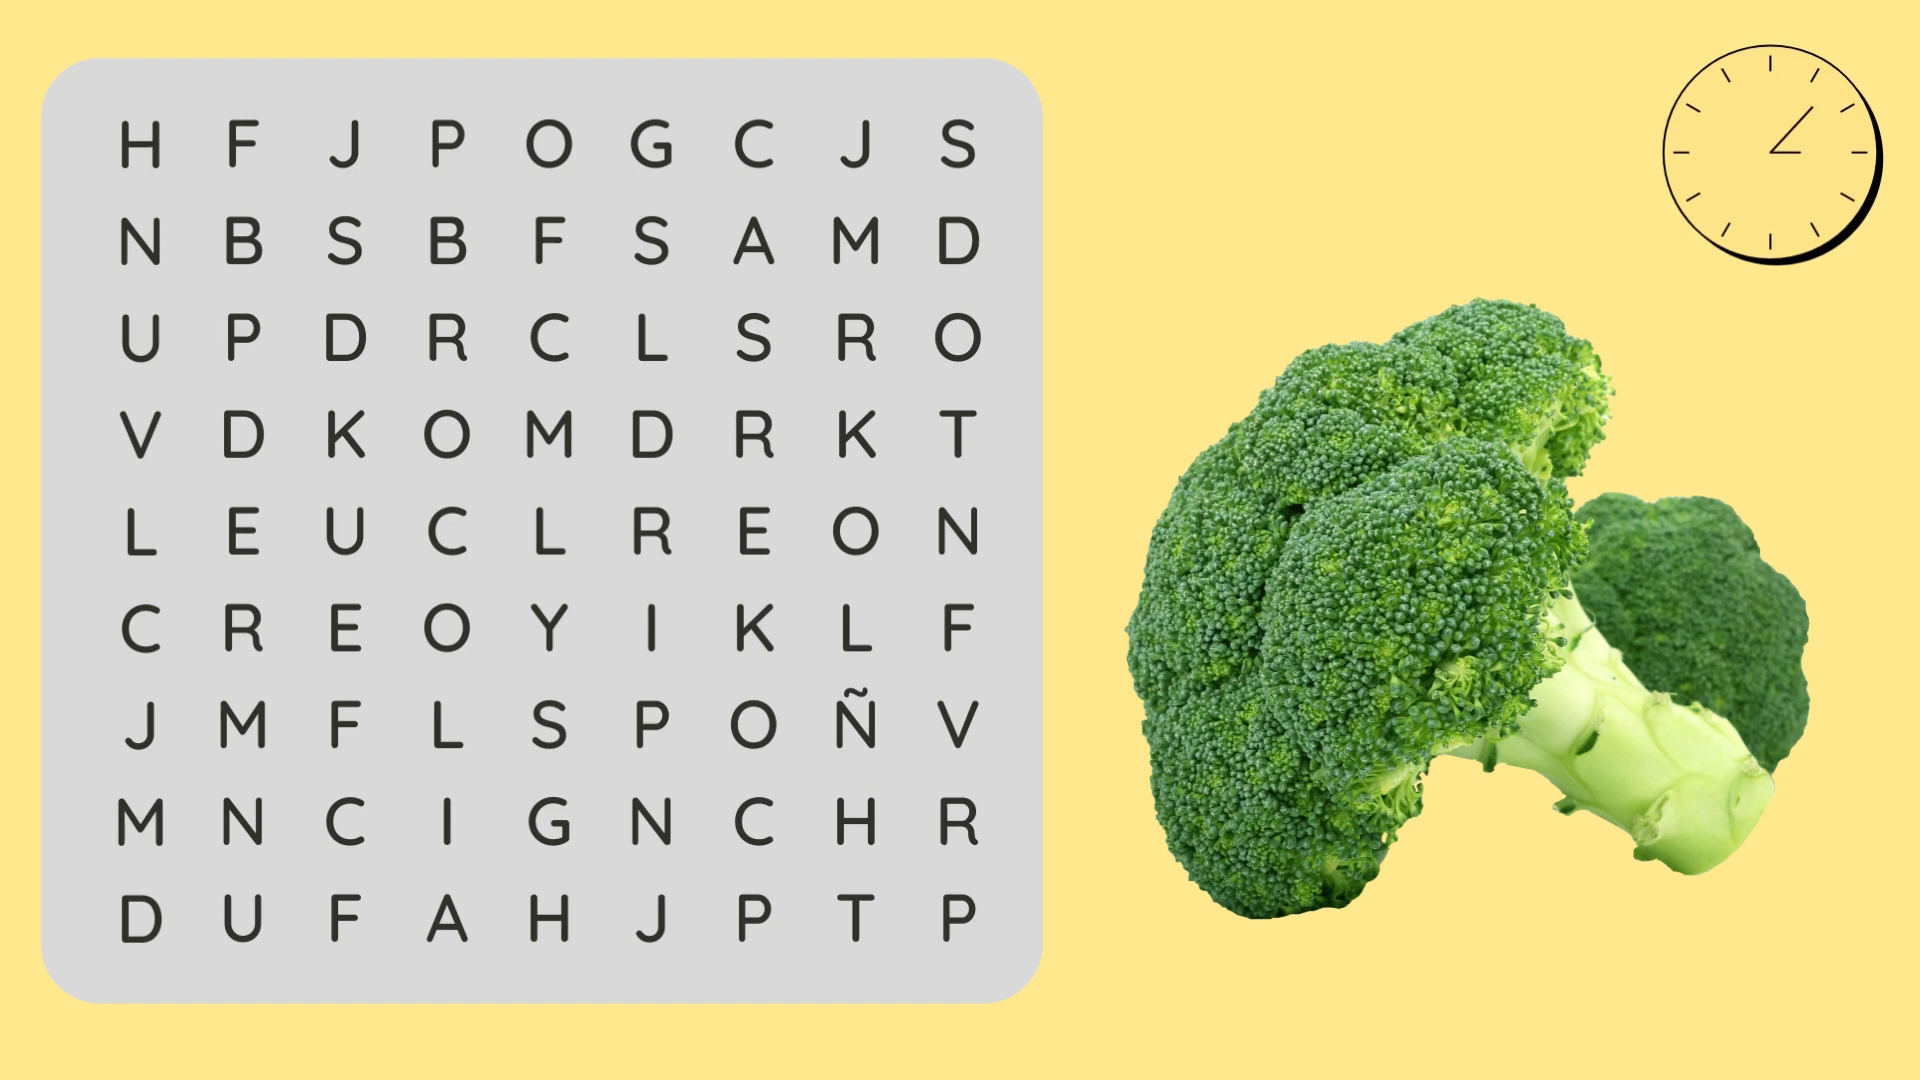 H F J P O G C J S
N B S B F S A M D
U P D R C L S R O
V D K O M D R K T
L E U C L R E O N
C R E O Y I K L F
J M F L S P O Ñ V
M N C I G N C H R
D U F A H J P T P